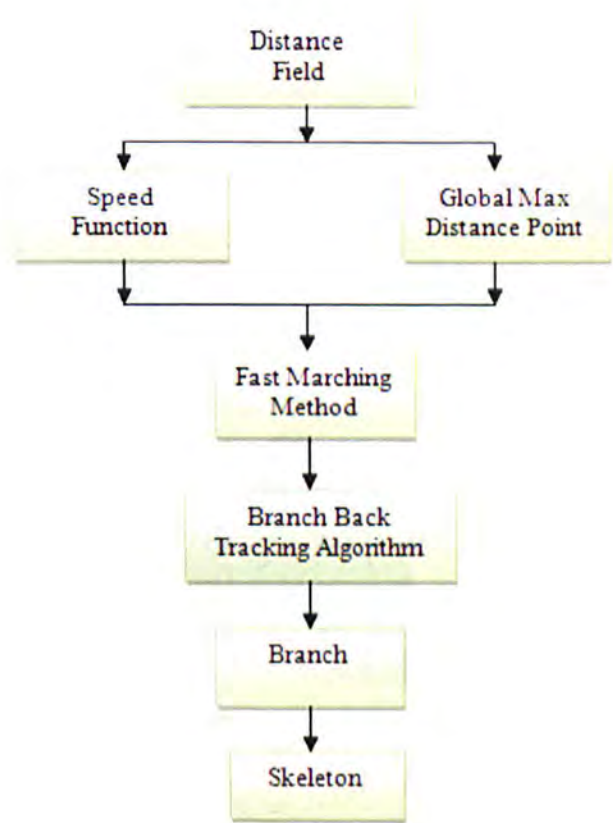 Distance
Field
Speed
Function
Global Max
Distance Point
Fast Marching
Method
Branch Back
Tracking Algorithm
Branch
Skeleton